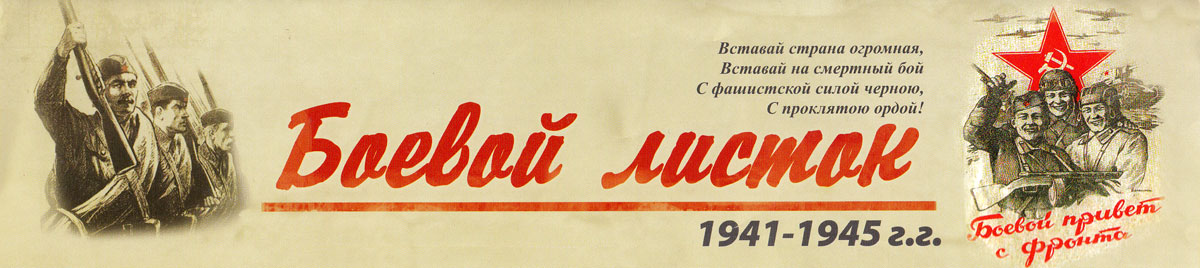 Вставай страна огромная,
Вставай на смертный бой
С фашистской силой черною,
С проклятою ордой!
Боевой листок
1941-1945 г.г.
Боевой привет
с фронта